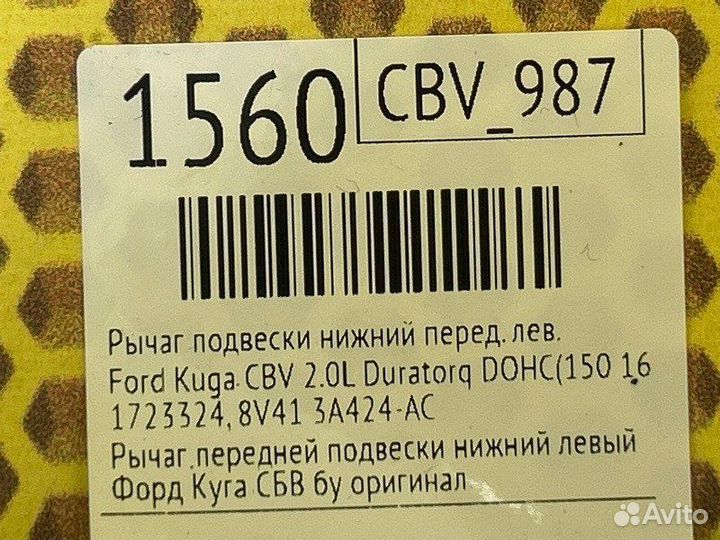 1560
CBV_987
Рычаг подвески нижний перед. лев.
Ford Kuga CBV 2.0L Duratorq DOHC(150 16
1723324, 8V41 3A424-AC
Рычаг передней подвески нижний левый
Форд Куга СБВ бу оригинал
Avito